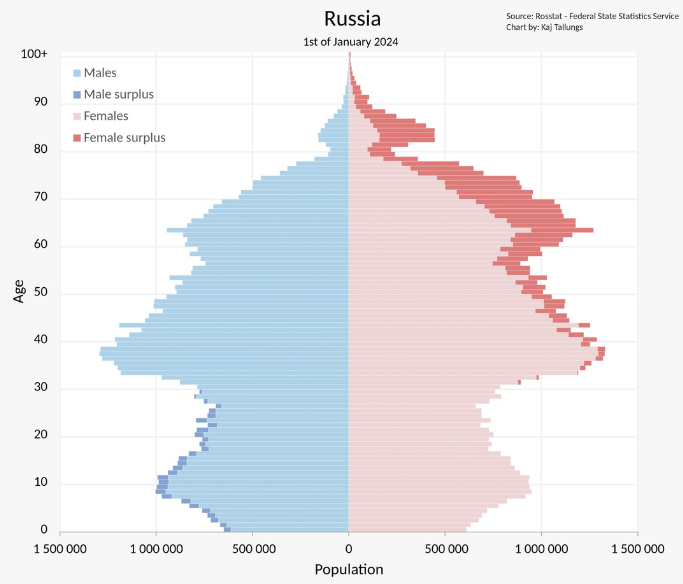 Russia
1st of January 2024
Source: Rosstat - Federal State Statistics Service
Chart by: Kaj Tallungs
Males
Male surplus
Females
Female surplus
100+
90
80
70
60
50
40
30
20
10
0
Age
1 500 000 1 000 000 500 000 0 500 000 1 000 000 1 500 000
Population